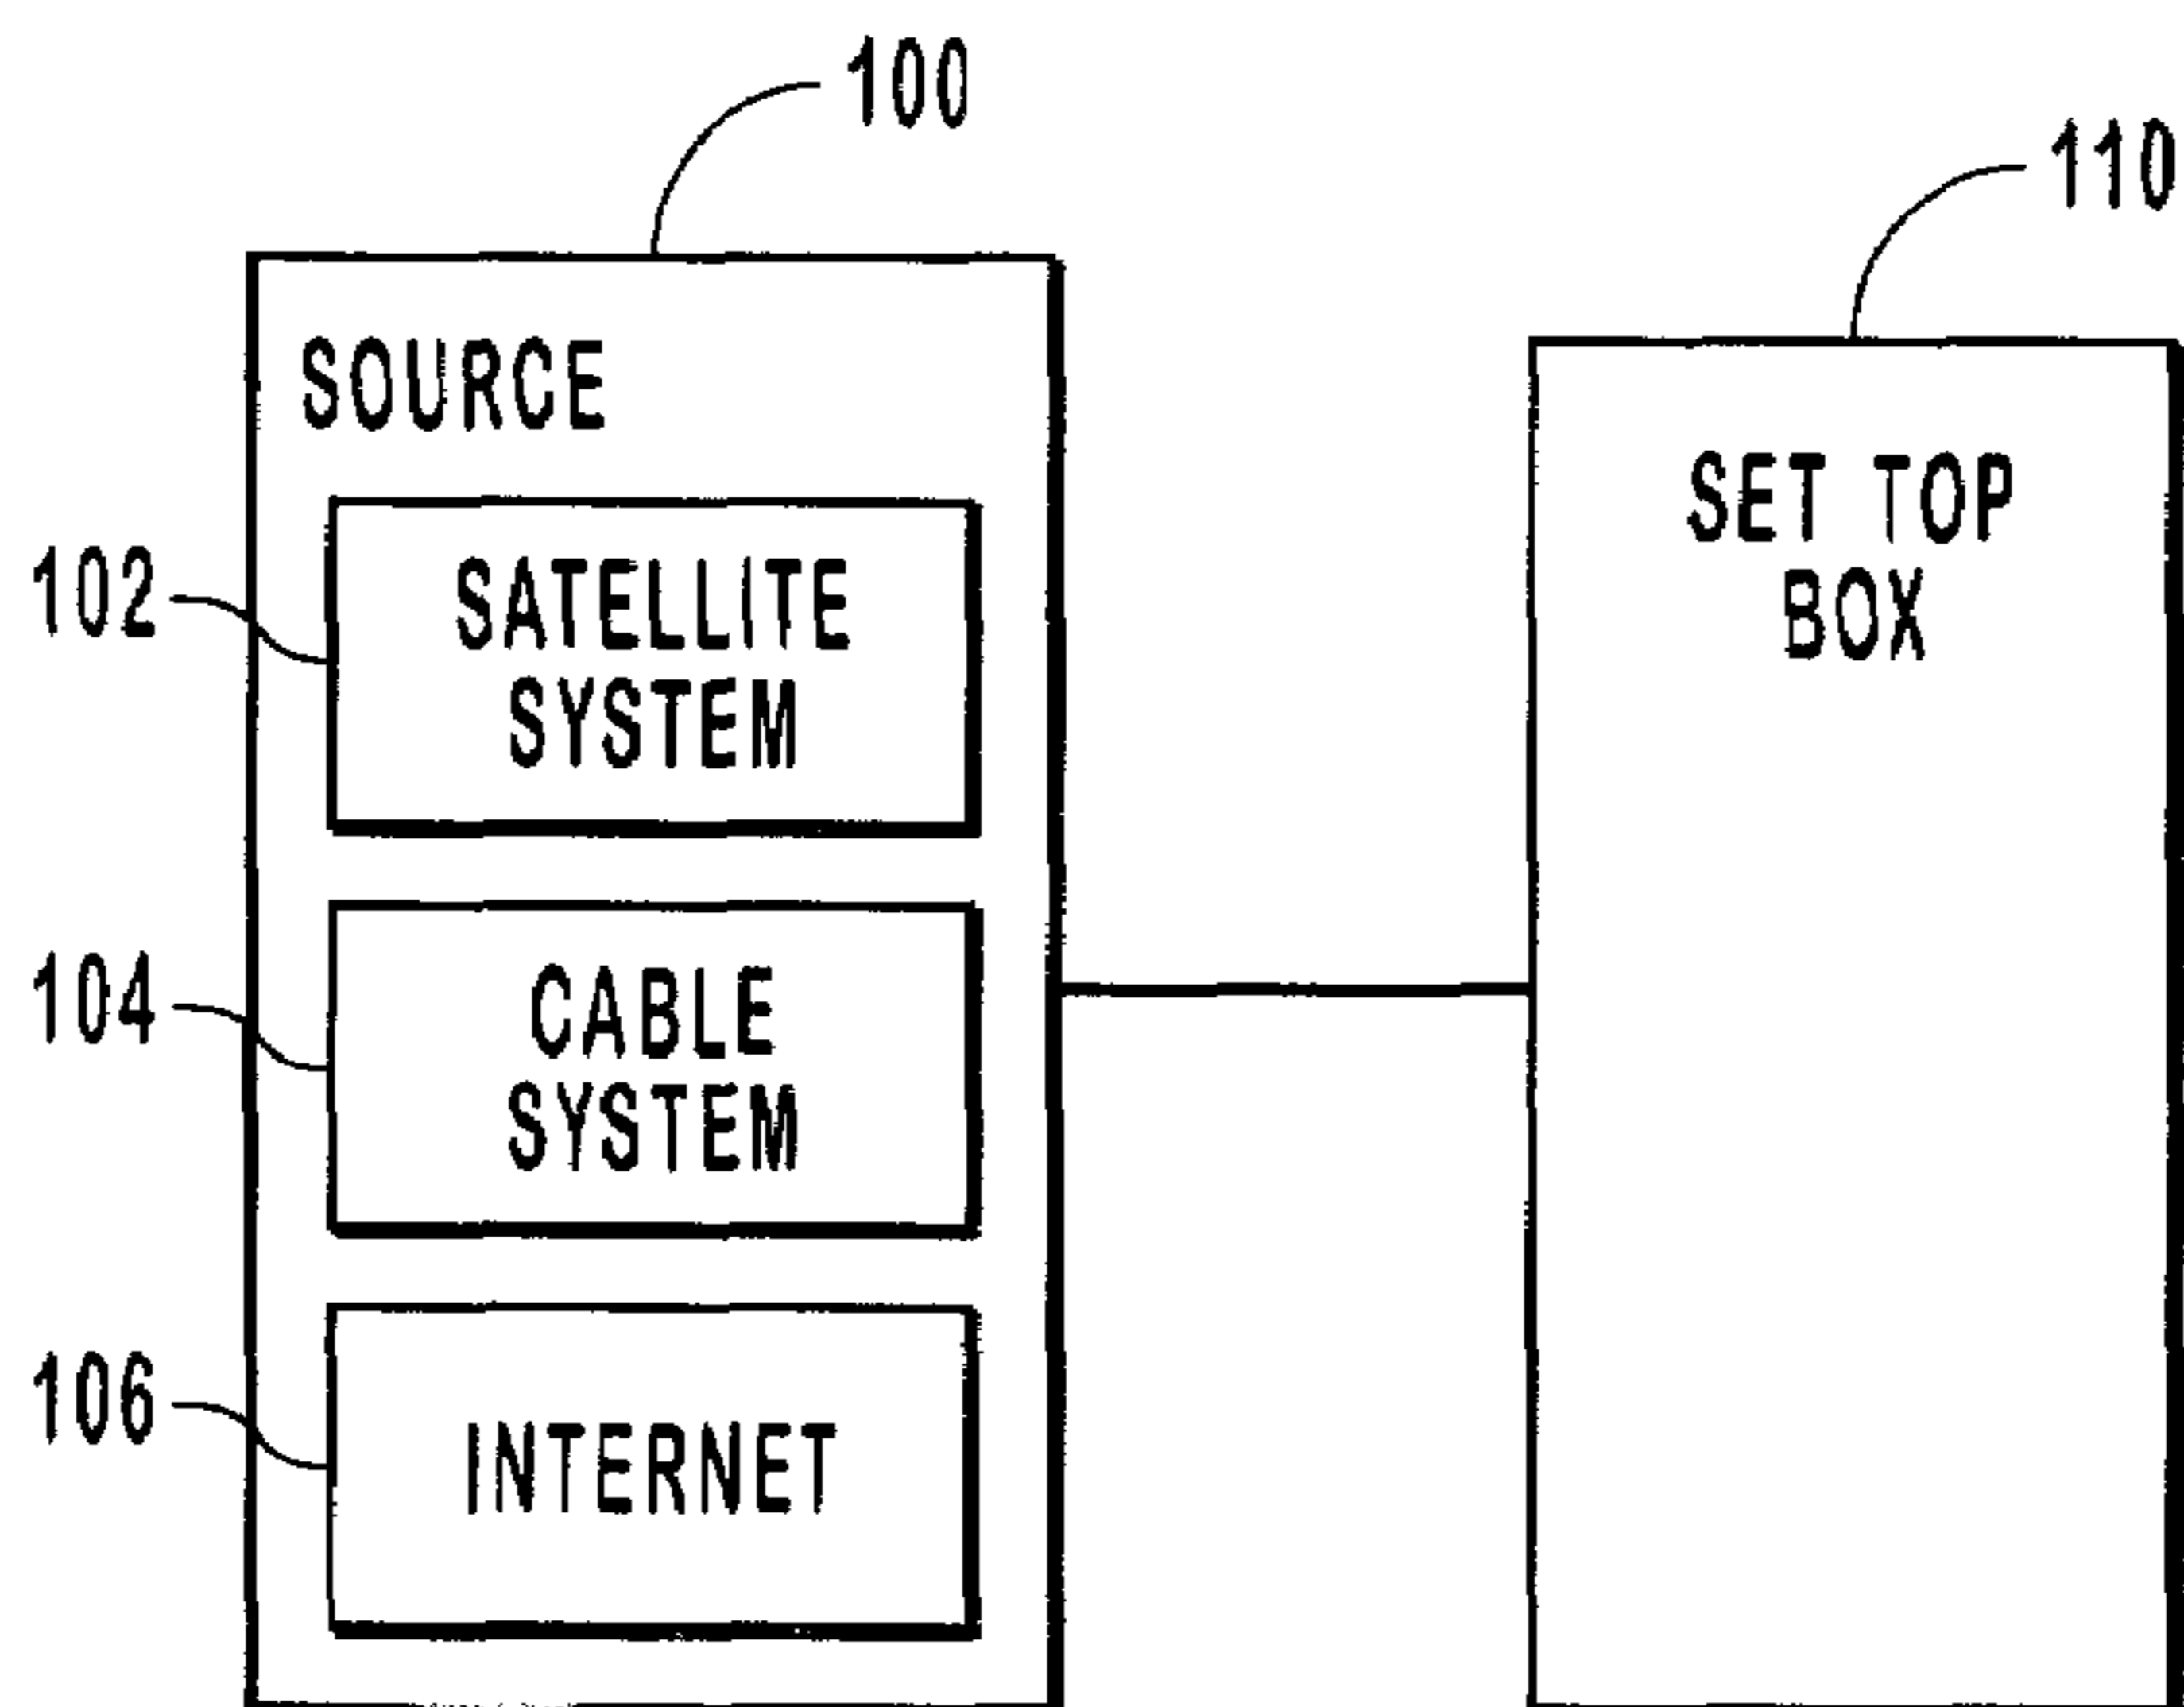 100
110
SOURCE
SET TOP
BOX
102
SATELLITE
SYSTEM
104
CABLE
SYSTEM
106
INTERNET